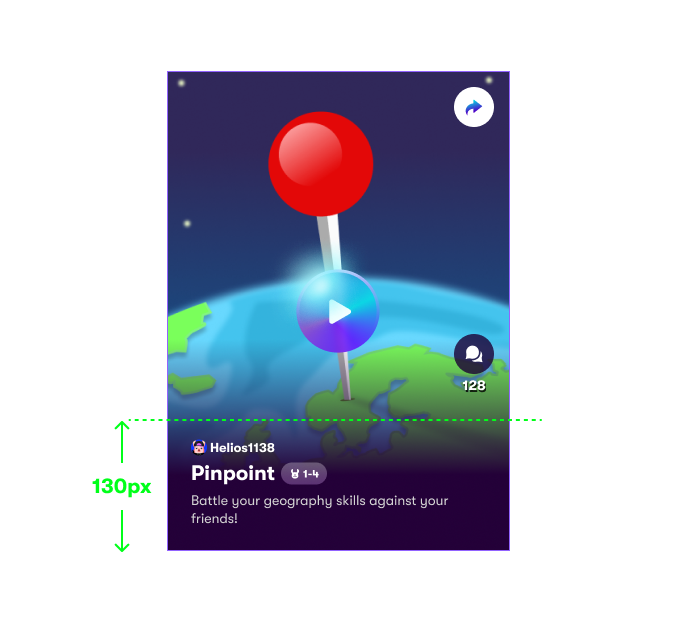 128
Helios1138
Pinpoint 1-4
130px
Battle your geography skills against your
friends!